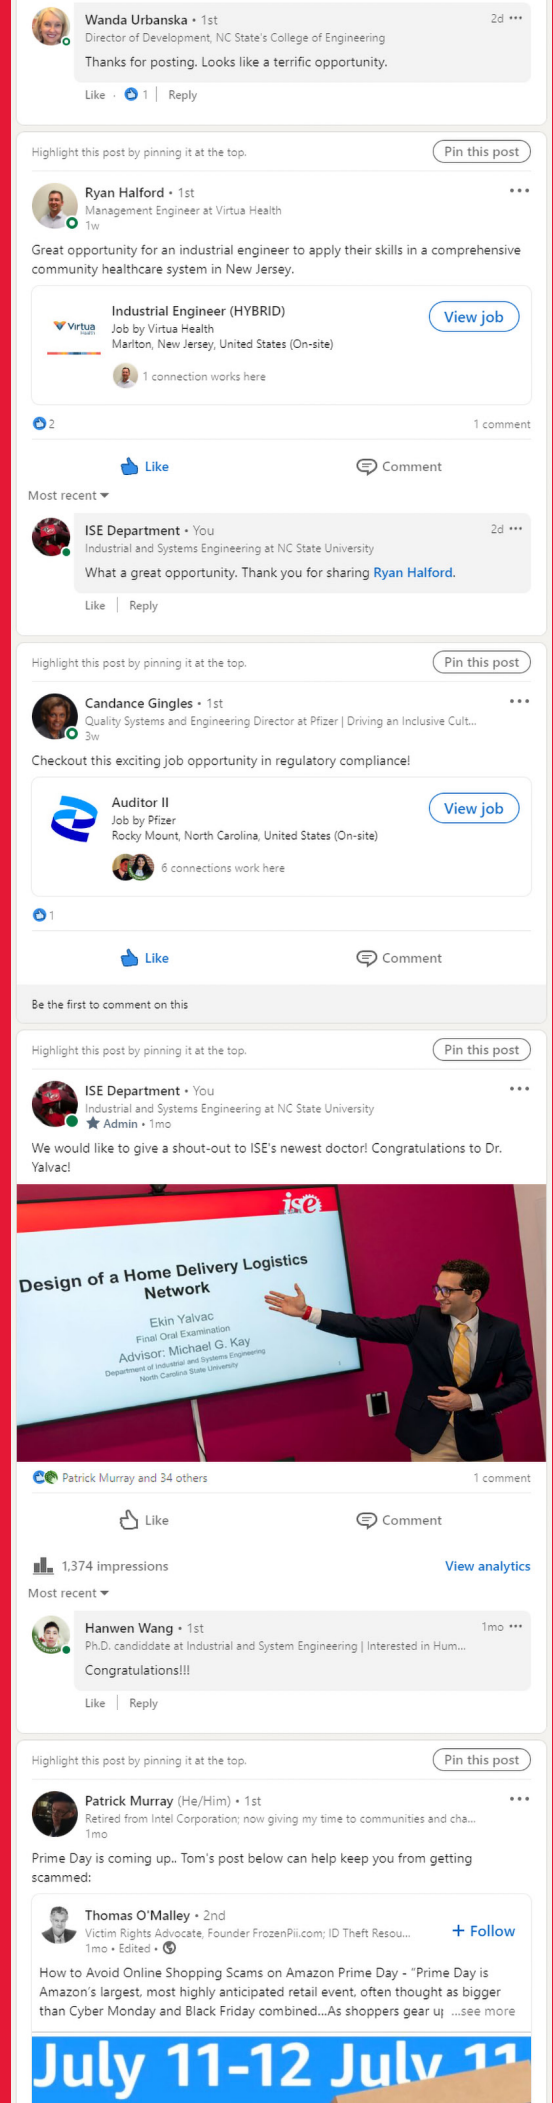 Wanda Urbanska • 1st
2d •••
Director of Development, NC State's College of Engineering
Thanks for posting. Looks like a terrific opportunity.
Like · 1 | Reply
Highlight this post by pinning it at the top.
Pin this post
Ryan Halford • 1st
•••
Management Engineer at Virtua Health
1w
Great opportunity for an industrial engineer to apply their skills in a comprehensive
community healthcare system in New Jersey.
Virtua
Health
Industrial Engineer (HYBRID)
Job by Virtua Health
Marlton, New Jersey, United States (On-site)
1 connection works here
View job
2
1 comment
Like
Comment
Most recent
ISE Department • You
2d •••
Industrial and Systems Engineering at NC State University
What a great opportunity. Thank you for sharing Ryan Halford.
Like | Reply
Highlight this post by pinning it at the top.
Pin this post
Candance Gingles • 1st
•••
Quality Systems and Engineering Director at Pfizer | Driving an Inclusive Cult...
3w
Checkout this exciting job opportunity in regulatory compliance!
Auditor II
Job by Pfizer
Rocky Mount, North Carolina, United States (On-site)
6 connections work here
View job
1
Like
Comment
Be the first to comment on this
Highlight this post by pinning it at the top.
Pin this post
ISE Department • You
•••
Industrial and Systems Engineering at NC State University
Admin • 1mo
We would like to give a shout-out to ISE's newest doctor! Congratulations to Dr.
Yalvac!
ise
Design of a Home Delivery Logistics
Network
Ekin Yalvac
Final Oral Examination
Advisor: Michael G. Kay
Department of Industrial and Systems Engineering
North Carolina State University
Patrick Murray and 34 others
1 comment
Like
Comment
1,374 impressions
View analytics
Most recent
Hanwen Wang • 1st
1mo •••
Ph.D. candiddate at Industrial and System Engineering | Interested in Hum...
Congratulations!!!
Like | Reply
Highlight this post by pinning it at the top.
Pin this post
Patrick Murray (He/Him) • 1st
•••
Retired from Intel Corporation; now giving my time to communities and cha...
1mo
Prime Day is coming up.. Tom's post below can help keep you from getting
scammed:
Thomas O'Malley • 2nd
Victim Rights Advocate, Founder FrozenPii.com; ID Theft Resou...
1mo • Edited •
+ Follow
How to Avoid Online Shopping Scams on Amazon Prime Day - "Prime Day is
Amazon's largest, most highly anticipated retail event, often thought as bigger
than Cyber Monday and Black Friday combined...As shoppers gear up ...see more
July 11-12 July 11